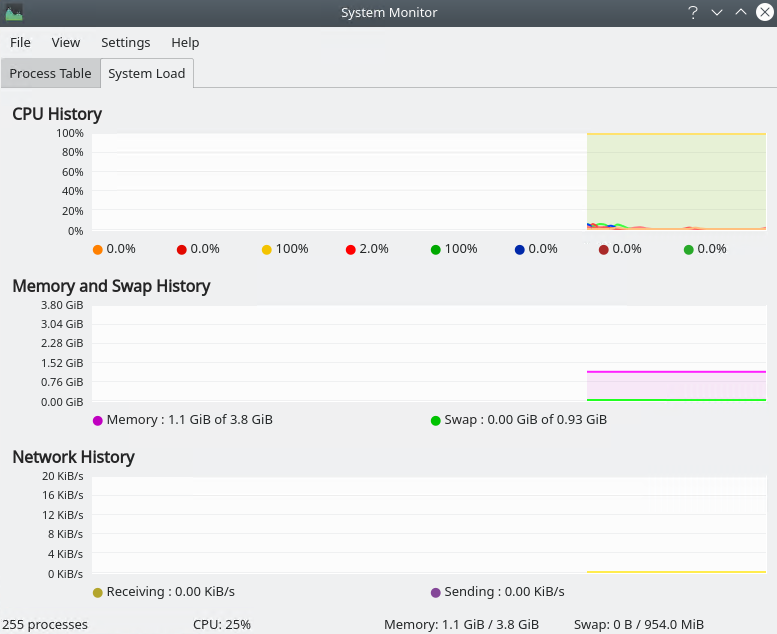 System Monitor
File View Settings Help
Process Table System Load
CPU History
100%
80%
60%
40%
20%
0%
0.0% 0.0% 100% 2.0% 100% 0.0% 0.0% 0.0%
Memory and Swap History
3.80 GiB
3.04 GiB
2.28 GiB
1.52 GiB
0.76 GiB
0.00 GiB
Memory : 1.1 GiB of 3.8 GiB Swap : 0.00 GiB of 0.93 GiB
Network History
20 KiB/s
16 KiB/s
12 KiB/s
8 KiB/s
4 KiB/s
0 KiB/s
Receiving : 0.00 KiB/s Sending : 0.00 KiB/s
255 processes CPU: 25% Memory: 1.1 GiB / 3.8 GiB Swap: 0 B / 954.0 MiB